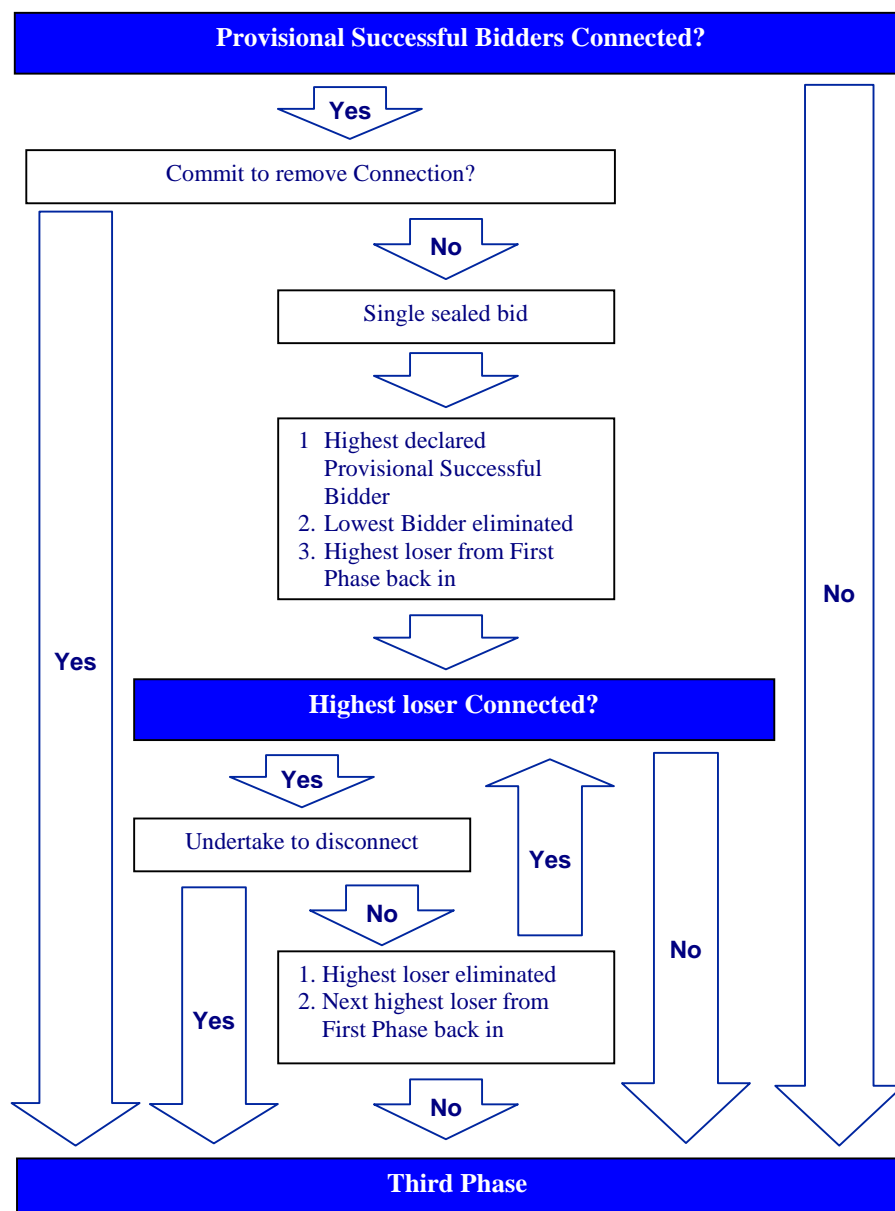 Provisional Successful Bidders Connected?
Yes
Commit to remove Connection?
No
Single sealed bid
1 Highest declared
Provisional Successful
Bidder
2. Lowest Bidder eliminated
3. Highest loser from First
Phase back in
No
Yes
Highest loser Connected?
Yes
Undertake to disconnect
Yes
No
No
1. Highest loser eliminated
2. Next highest loser from
First Phase back in
Yes
No
Third Phase